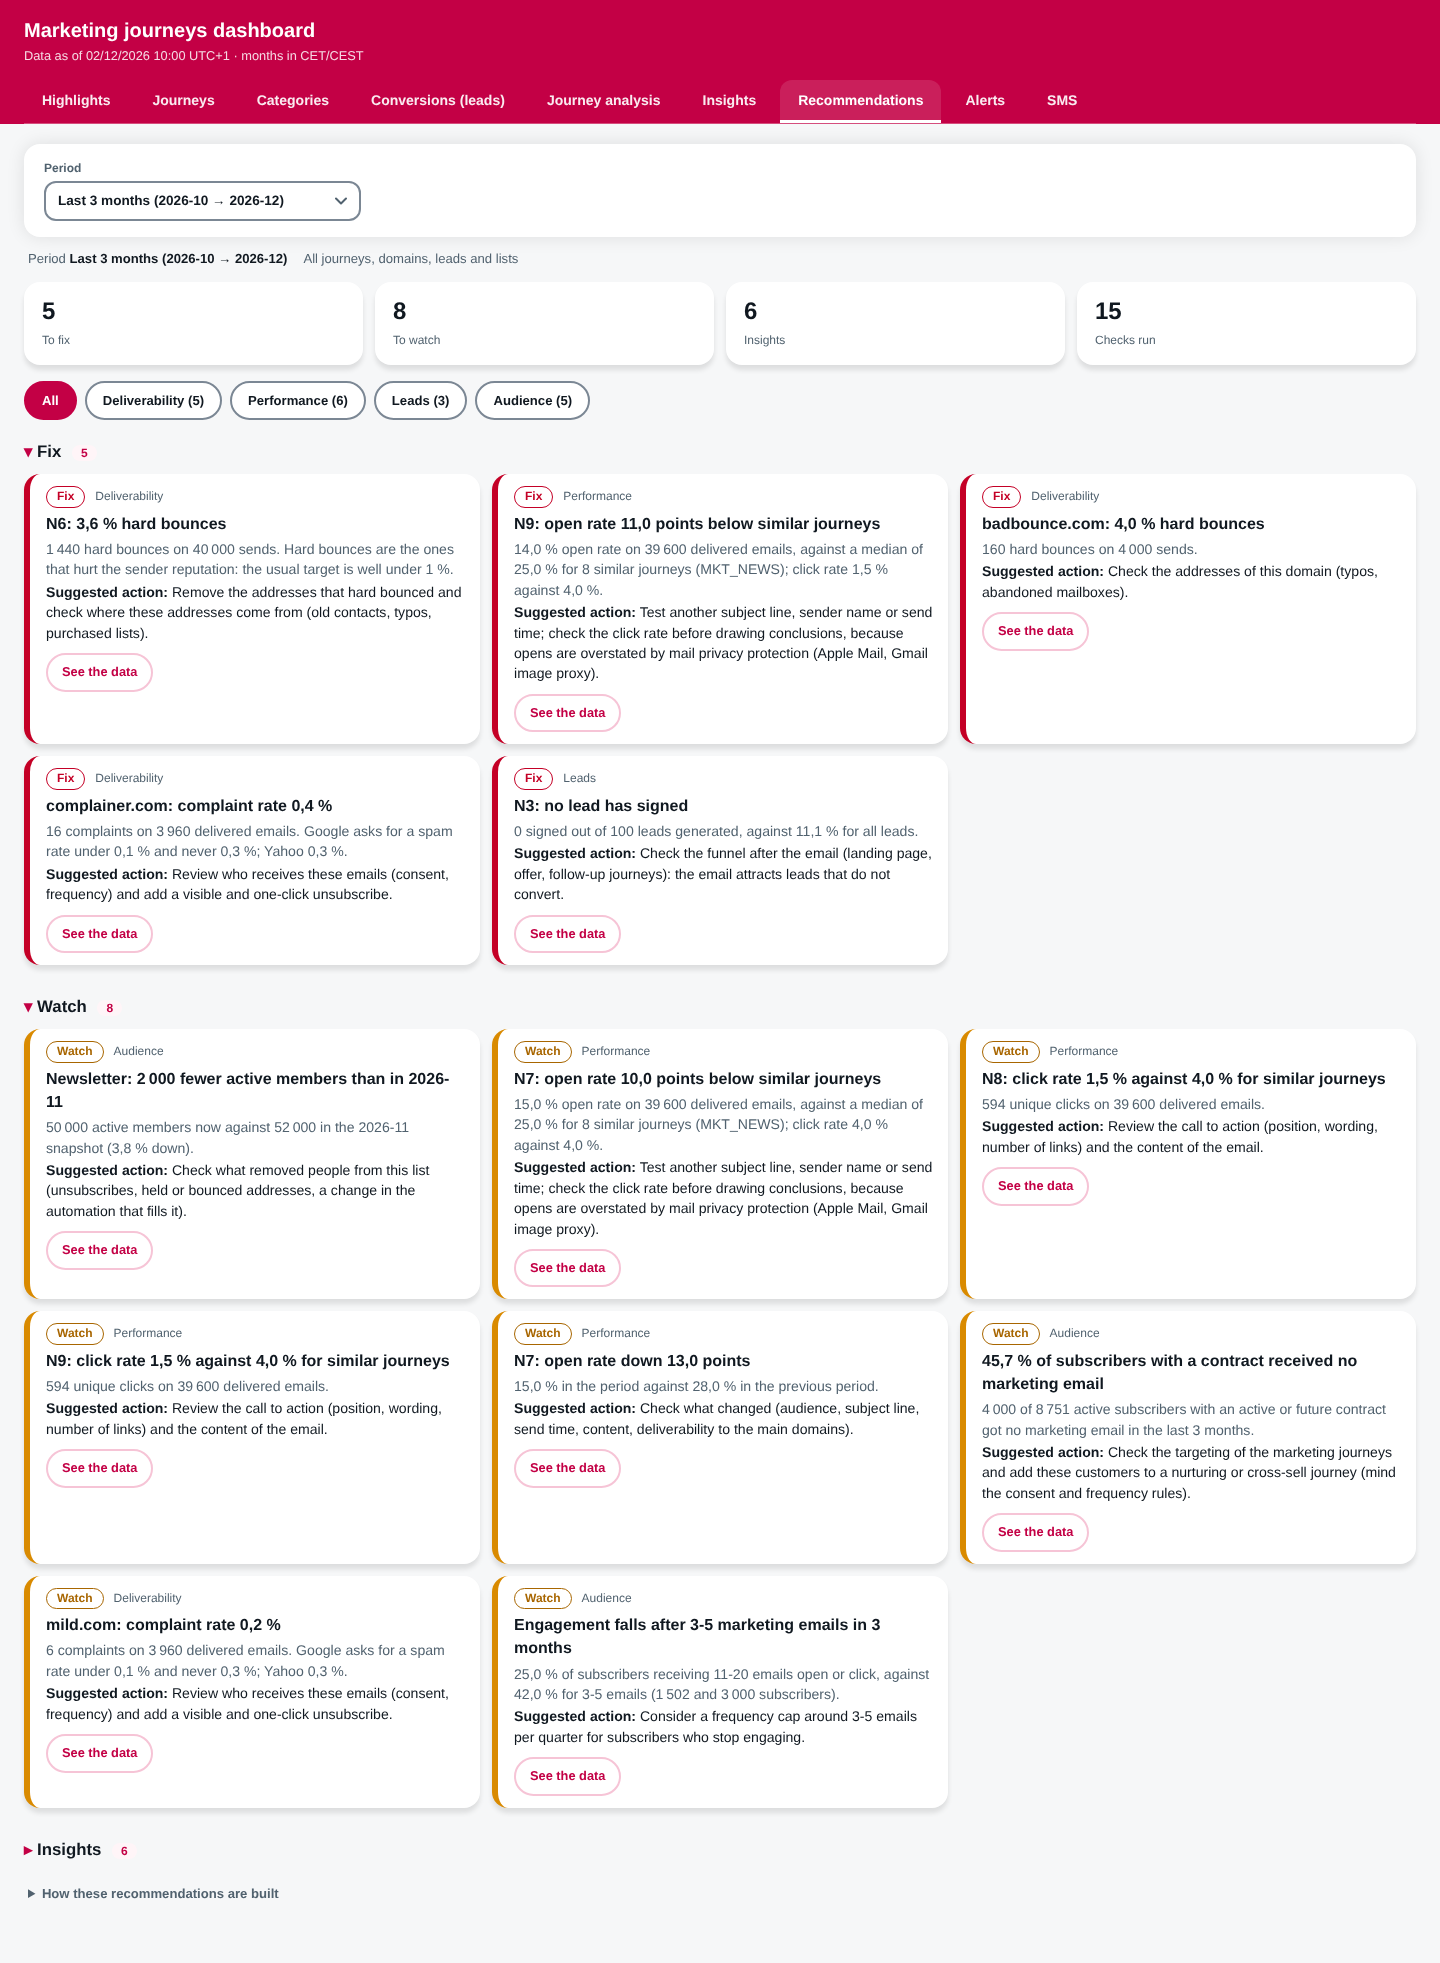 Marketing journeys dashboard
Data as of 02/12/2026 10:00 UTC+1 · months in CET/CEST
Highlights
Journeys
Categories
Conversions (leads)
Journey analysis
Insights
Recommendations
Alerts
SMS
Period
Last 3 months (2026-10 → 2026-12)
Period Last 3 months (2026-10 → 2026-12) All journeys, domains, leads and lists
5
To fix
8
To watch
6
Insights
15
Checks run
All
Deliverability (5)
Performance (6)
Leads (3)
Audience (5)
▾ Fix 5
Fix Deliverability
N6: 3,6 % hard bounces
1 440 hard bounces on 40 000 sends. Hard bounces are the ones
that hurt the sender reputation: the usual target is well under 1 %.
Suggested action: Remove the addresses that hard bounced and
check where these addresses come from (old contacts, typos,
purchased lists).
See the data
Fix Performance
N9: open rate 11,0 points below similar journeys
14,0 % open rate on 39 600 delivered emails, against a median of
25,0 % for 8 similar journeys (MKT_NEWS); click rate 1,5 %
against 4,0 %.
Suggested action: Test another subject line, sender name or send
time; check the click rate before drawing conclusions, because
opens are overstated by mail privacy protection (Apple Mail, Gmail
image proxy).
See the data
Fix Deliverability
badbounce.com: 4,0 % hard bounces
160 hard bounces on 4 000 sends.
Suggested action: Check the addresses of this domain (typos,
abandoned mailboxes).
See the data
Fix Deliverability
complainer.com: complaint rate 0,4 %
16 complaints on 3 960 delivered emails. Google asks for a spam
rate under 0,1 % and never 0,3 %; Yahoo 0,3 %.
Suggested action: Review who receives these emails (consent,
frequency) and add a visible and one-click unsubscribe.
See the data
Fix Leads
N3: no lead has signed
0 signed out of 100 leads generated, against 11,1 % for all leads.
Suggested action: Check the funnel after the email (landing page,
offer, follow-up journeys): the email attracts leads that do not
convert.
See the data
▾ Watch 8
Watch Audience
Newsletter: 2 000 fewer active members than in 2026-
11
50 000 active members now against 52 000 in the 2026-11
snapshot (3,8 % down).
Suggested action: Check what removed people from this list
(unsubscribes, held or bounced addresses, a change in the
automation that fills it).
See the data
Watch Performance
N7: open rate 10,0 points below similar journeys
15,0 % open rate on 39 600 delivered emails, against a median of
25,0 % for 8 similar journeys (MKT_NEWS); click rate 4,0 %
against 4,0 %.
Suggested action: Test another subject line, sender name or send
time; check the click rate before drawing conclusions, because
opens are overstated by mail privacy protection (Apple Mail, Gmail
image proxy).
See the data
Watch Performance
N8: click rate 1,5 % against 4,0 % for similar journeys
594 unique clicks on 39 600 delivered emails.
Suggested action: Review the call to action (position, wording,
number of links) and the content of the email.
See the data
Watch Performance
N9: click rate 1,5 % against 4,0 % for similar journeys
594 unique clicks on 39 600 delivered emails.
Suggested action: Review the call to action (position, wording,
number of links) and the content of the email.
See the data
Watch Performance
N7: open rate down 13,0 points
15,0 % in the period against 28,0 % in the previous period.
Suggested action: Check what changed (audience, subject line,
send time, content, deliverability to the main domains).
See the data
Watch Audience
45,7 % of subscribers with a contract received no
marketing email
4 000 of 8 751 active subscribers with an active or future contract
got no marketing email in the last 3 months.
Suggested action: Check the targeting of the marketing journeys
and add these customers to a nurturing or cross-sell journey (mind
the consent and frequency rules).
See the data
Watch Deliverability
mild.com: complaint rate 0,2 %
6 complaints on 3 960 delivered emails. Google asks for a spam
rate under 0,1 % and never 0,3 %; Yahoo 0,3 %.
Suggested action: Review who receives these emails (consent,
frequency) and add a visible and one-click unsubscribe.
See the data
Watch Audience
Engagement falls after 3-5 marketing emails in 3
months
25,0 % of subscribers receiving 11-20 emails open or click, against
42,0 % for 3-5 emails (1 502 and 3 000 subscribers).
Suggested action: Consider a frequency cap around 3-5 emails
per quarter for subscribers who stop engaging.
See the data
▸ Insights 6
▶ How these recommendations are built